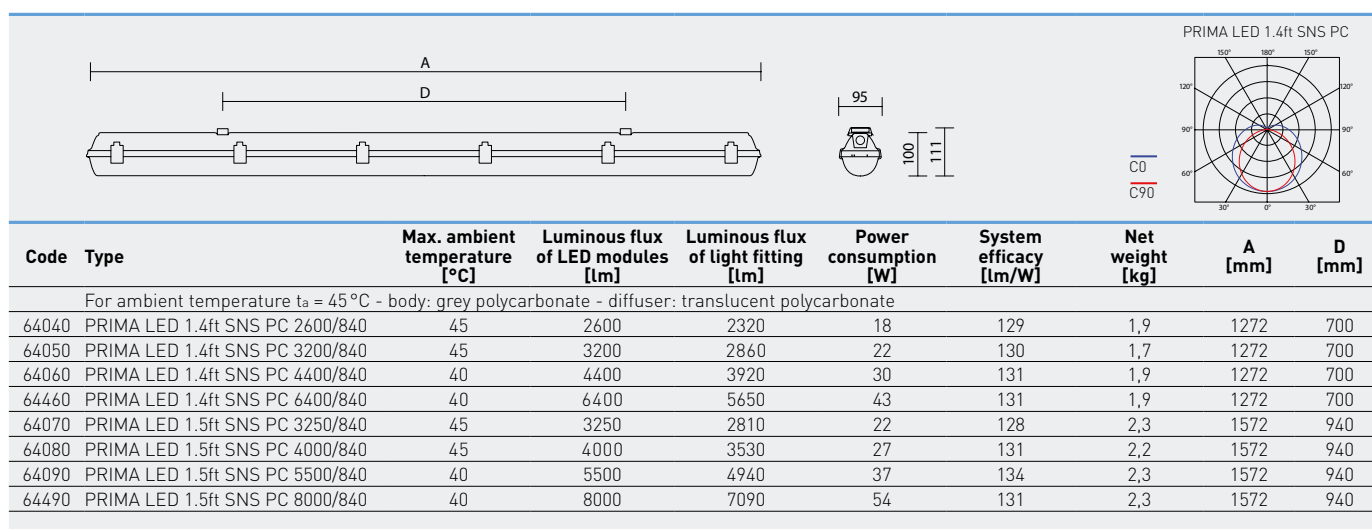 PRIMA LED 1.4ft SNS PC
150° 180° 150°
A
120° 120°
D
95
90° 90°
100
111
C0
60° 60°
C90
30° 0° 30°
Code Type Max. ambient temperature [°C] Luminous flux of LED modules [lm] Luminous flux of light fitting [lm] Power consumption [W] System efficacy [lm/W] Net weight [kg] A [mm] D [mm]
For ambient temperature ta = 45°C - body: grey polycarbonate - diffuser: translucent polycarbonate
64040 PRIMA LED 1.4ft SNS PC 2600/840 45 2600 2320 18 129 1,9 1272 700
64050 PRIMA LED 1.4ft SNS PC 3200/840 45 3200 2860 22 130 1,7 1272 700
64060 PRIMA LED 1.4ft SNS PC 4400/840 40 4400 3920 30 131 1,9 1272 700
64460 PRIMA LED 1.4ft SNS PC 6400/840 40 6400 5650 43 131 1,9 1272 700
64070 PRIMA LED 1.5ft SNS PC 3250/840 45 3250 2810 22 128 2,3 1572 940
64080 PRIMA LED 1.5ft SNS PC 4000/840 45 4000 3530 27 131 2,2 1572 940
64090 PRIMA LED 1.5ft SNS PC 5500/840 40 5500 4940 37 134 2,3 1572 940
64490 PRIMA LED 1.5ft SNS PC 8000/840 40 8000 7090 54 131 2,3 1572 940